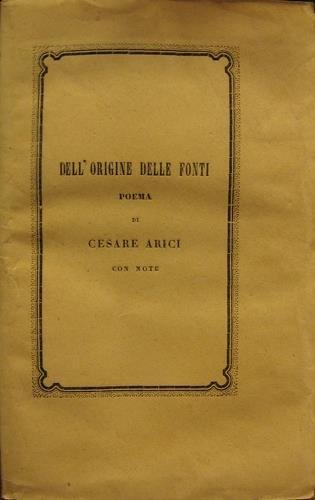 DELL'ORIGINE DELLE FONTI
POEMA
DI
CESARE ARICI
CON NOTE